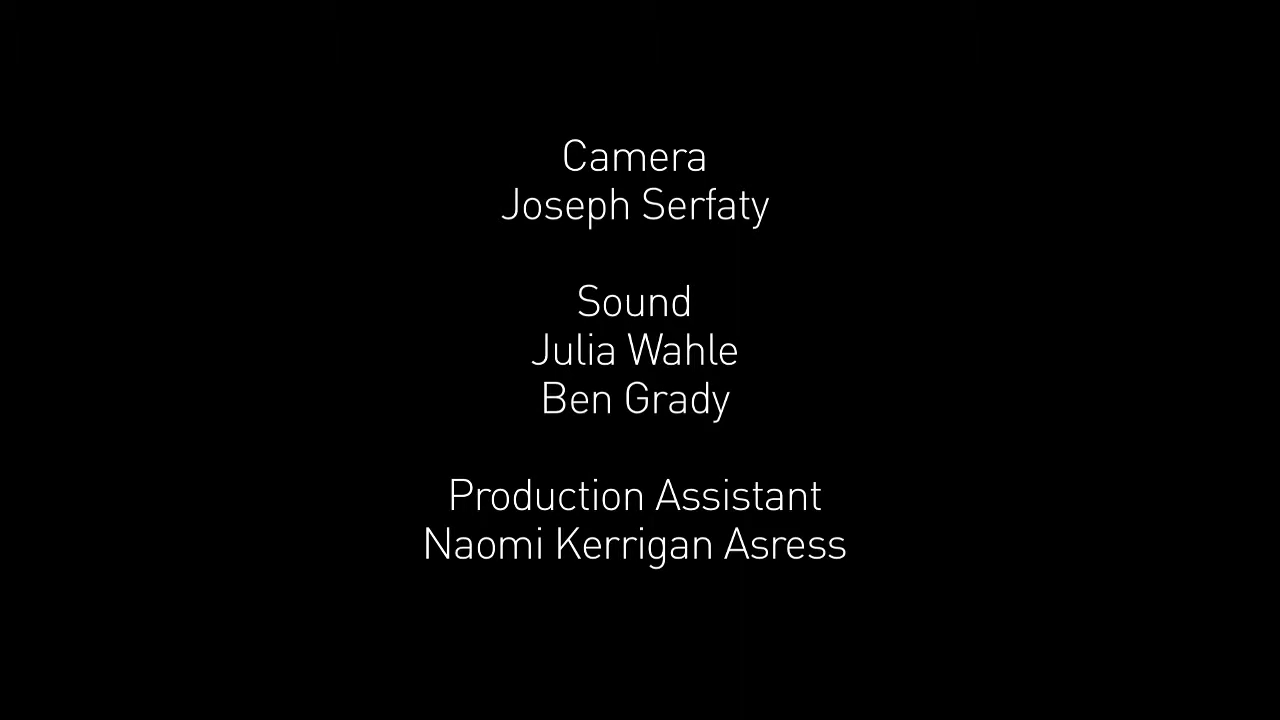 Camera
Joseph Serfaty
Sound
Julia Wahle
Ben Grady
Production Assistant
Naomi Kerrigan Asress